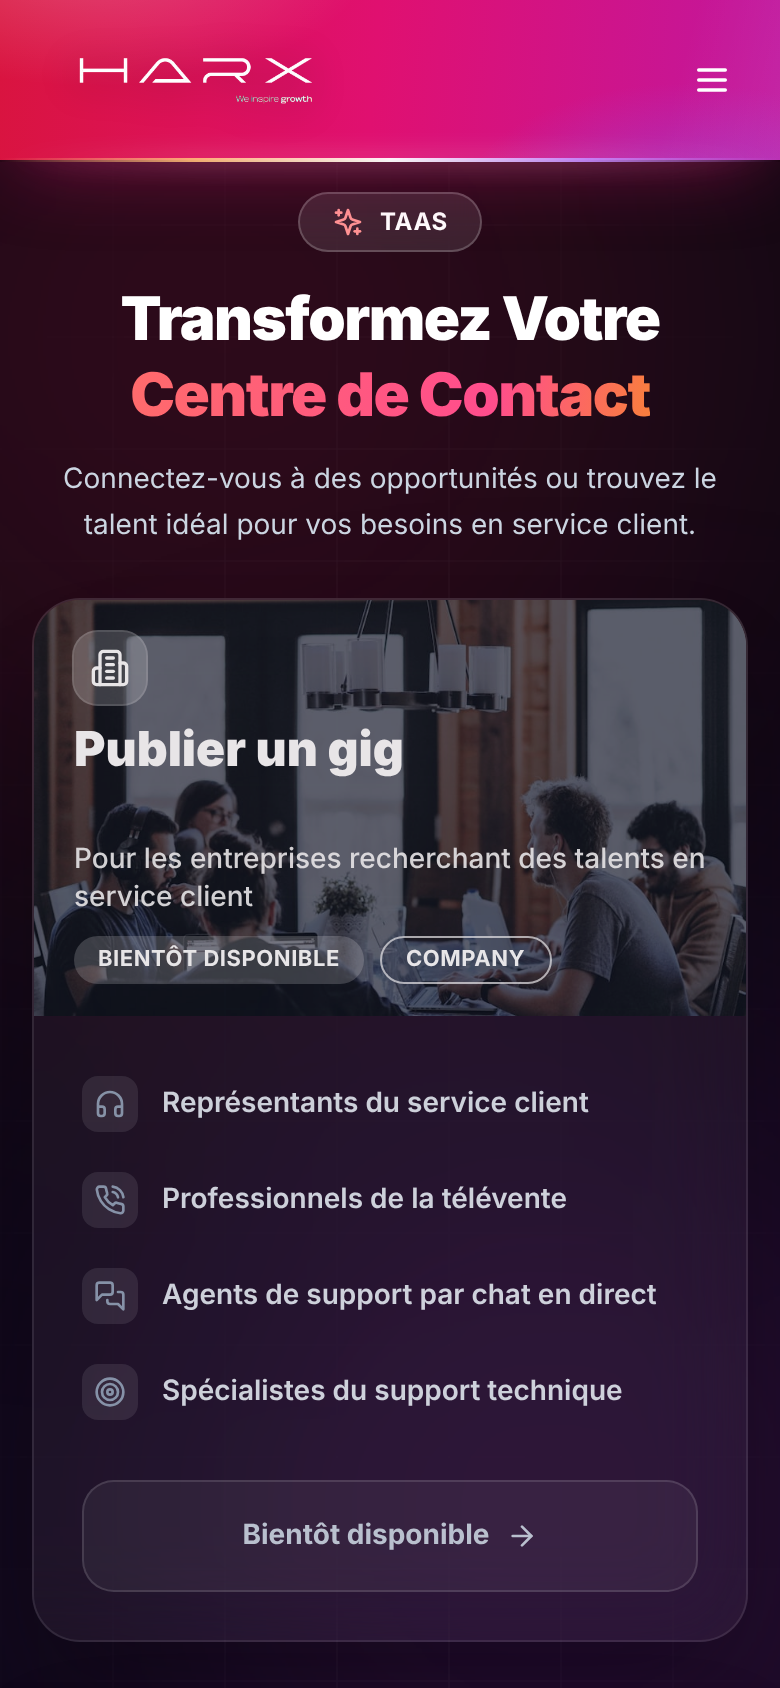 HARX
We inspire growth
TAAS
Transformez Votre
Centre de Contact
Connectez-vous à des opportunités ou trouvez le
talent idéal pour vos besoins en service client.
Publier un gig
Pour les entreprises recherchant des talents en
service client
BIENTÔT DISPONIBLE COMPANY
Représentants du service client
Professionnels de la télévente
Agents de support par chat en direct
Spécialistes du support technique
Bientôt disponible →